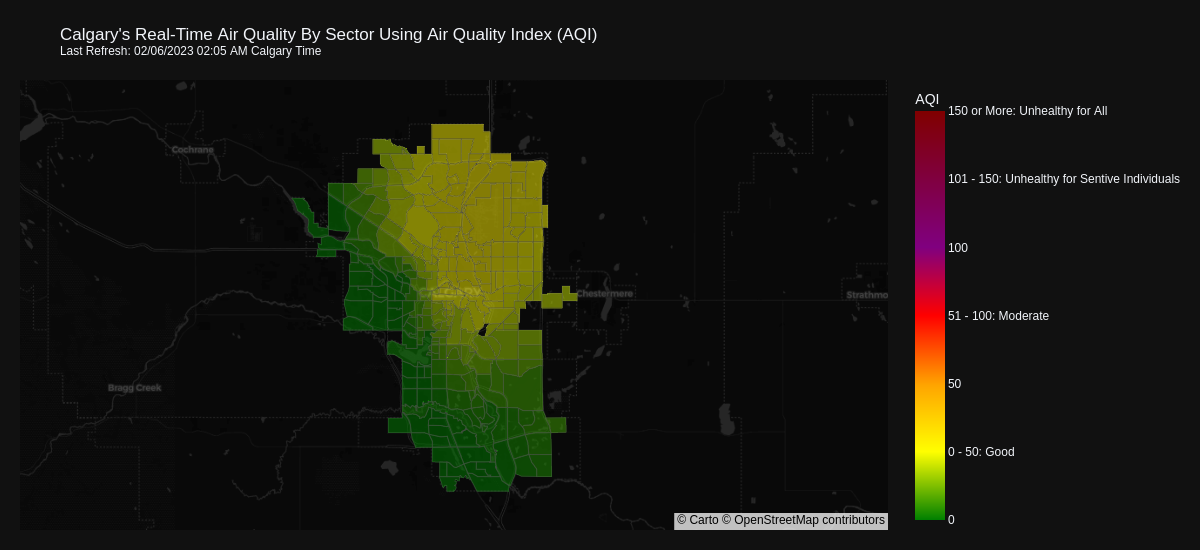 Calgary's Real-Time Air Quality By Sector Using Air Quality Index (AQI)
Last Refresh: 02/06/2023 02:05 AM Calgary Time
AQI
150 or More: Unhealthy for All
Cochrane
101 - 150: Unhealthy for Sentive Individuals
100
Chestermere
Strathmo
51 - 100: Moderate
Bragg Creek
50
0 - 50: Good
0
© Carto © OpenStreetMap contributors